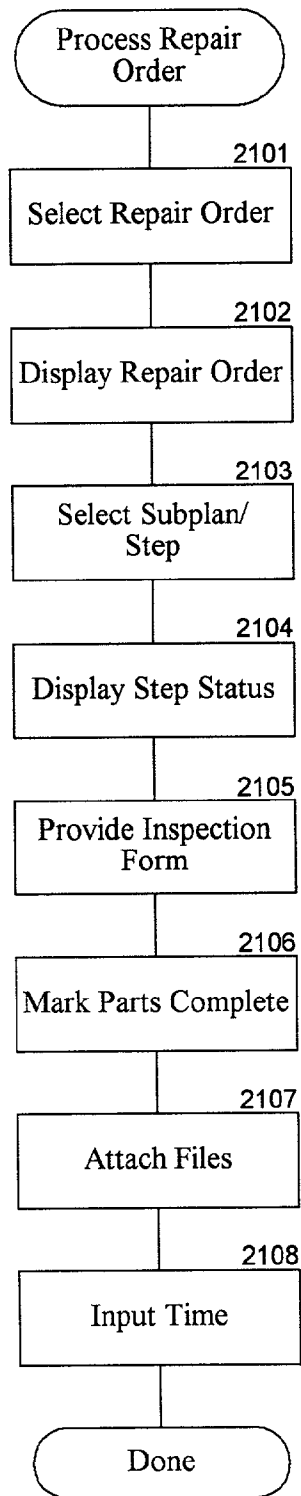 Process Repair
Order
2101
Select Repair Order
2102
Display Repair Order
2103
Select Subplan/
Step
2104
Display Step Status
2105
Provide Inspection
Form
2106
Mark Parts Complete
2107
Attach Files
2108
Input Time
Done